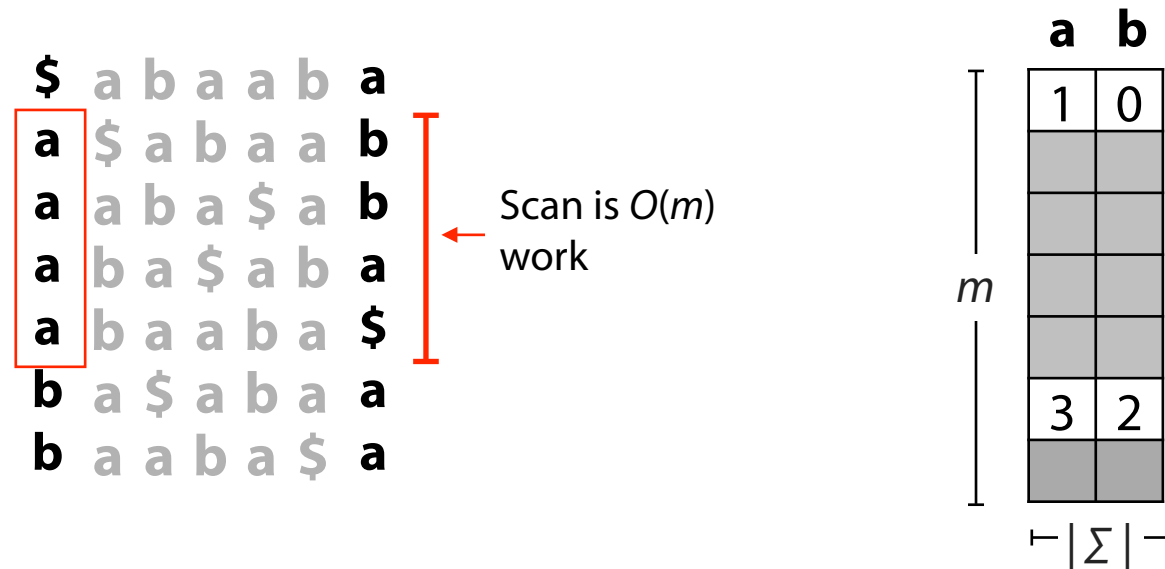 $ a b a a b a
a $ a b a a b
a a b a $ a b
a b a $ a b a
a b a a b a $
b a $ a b a a
b a a b a $ a
Scan is O(m)
work
a b
1 0
3 2
m
|Σ|